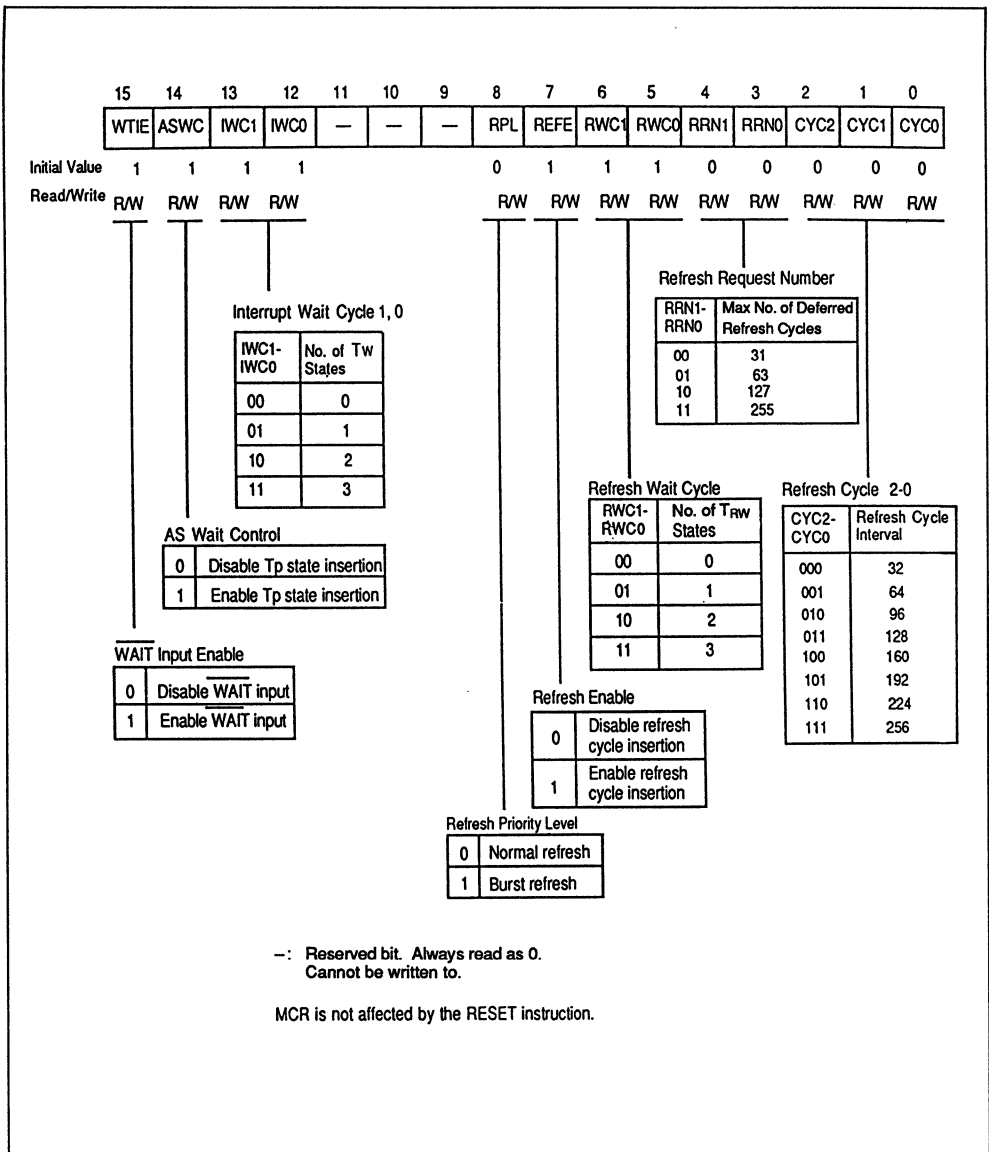 15 14 13 12 11 10 9 8 7 6 5 4 3 2 1 0
WTIE ASWC IWC1 IWC0 — — — RPL REFE RWC1 RWC0 RRN1 RRN0 CYC2 CYC1 CYC0
Initial Value 1 1 1 1 0 1 1 1 0 0 0 0 0
Read/Write R/W R/W R/W R/W R/W R/W R/W R/W R/W R/W R/W R/W R/W
Refresh Request Number
RRN1- Max No. of Deferred
RRN0 Refresh Cycles
00 31
01 63
10 127
11 255
Interrupt Wait Cycle 1, 0
IWC1- No. of Tw
IWC0 States
00 0
01 1
10 2
11 3
Refresh Wait Cycle
RWC1- No. of TRW
RWC0 States
00 0
01 1
10 2
11 3
Refresh Cycle 2-0
CYC2- Refresh Cycle
CYC0 Interval
000 32
001 64
010 96
011 128
100 160
101 192
110 224
111 256
AS Wait Control
0 Disable Tp state insertion
1 Enable Tp state insertion
WAIT Input Enable
0 Disable WAIT input
1 Enable WAIT input
Refresh Enable
0 Disable refresh
cycle insertion
1 Enable refresh
cycle insertion
Refresh Priority Level
0 Normal refresh
1 Burst refresh
–: Reserved bit. Always read as 0.
Cannot be written to.
MCR is not affected by the RESET instruction.